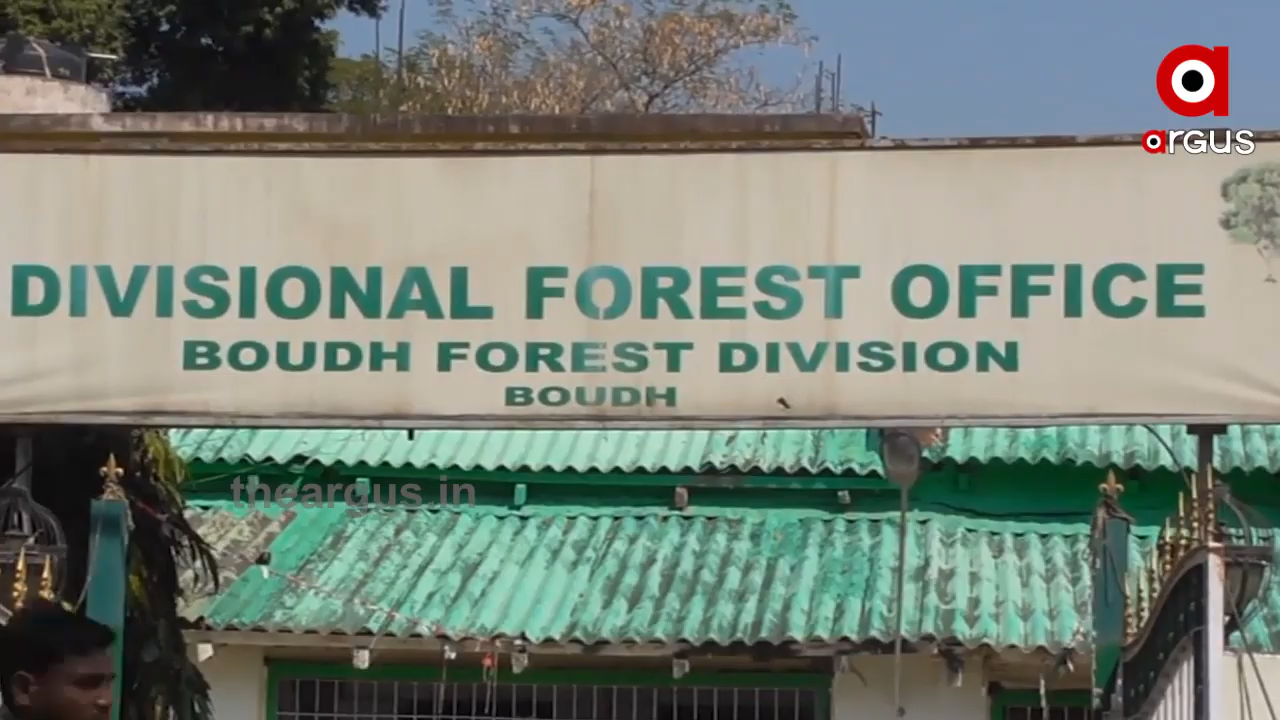 a
argus
DIVISIONAL FOREST OFFICE
BOUDH FOREST DIVISION
BOUDH
theargus.in